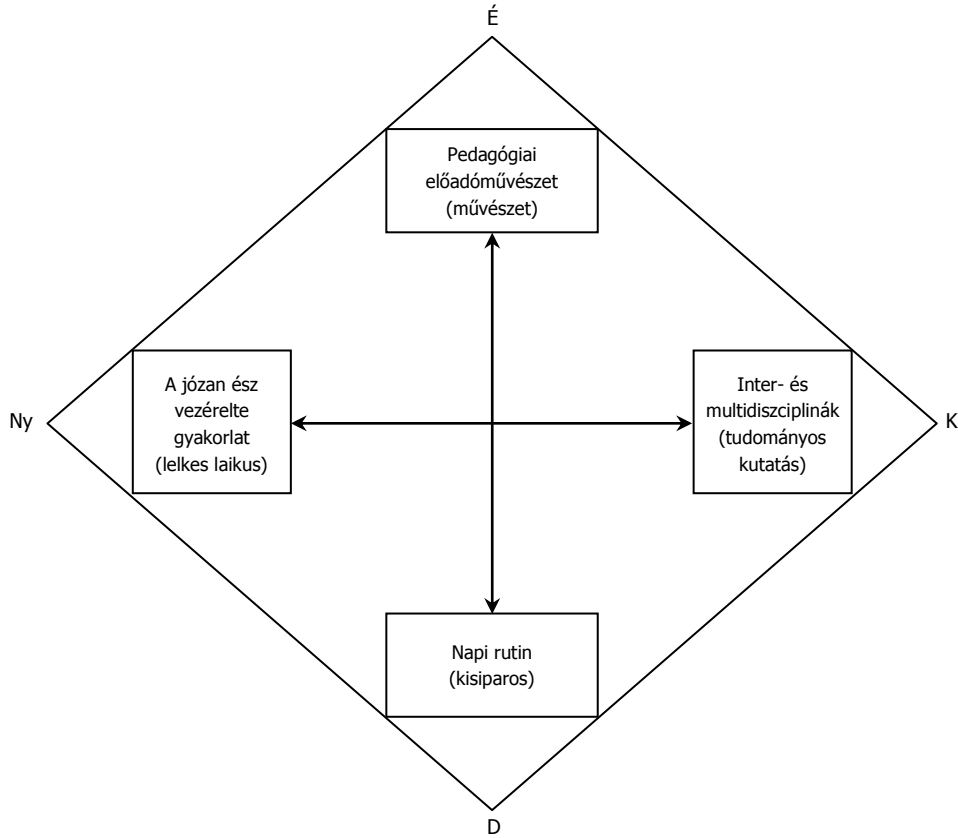 É
Pedagógiai
előadóművészet
(művészet)
Ny
A józan ész
vezérelte
gyakorlat
(lelkes laikus)
Inter- és
multidiszciplinák
(tudományos
kutatás)
K
Napi rutin
(kisiparos)
D